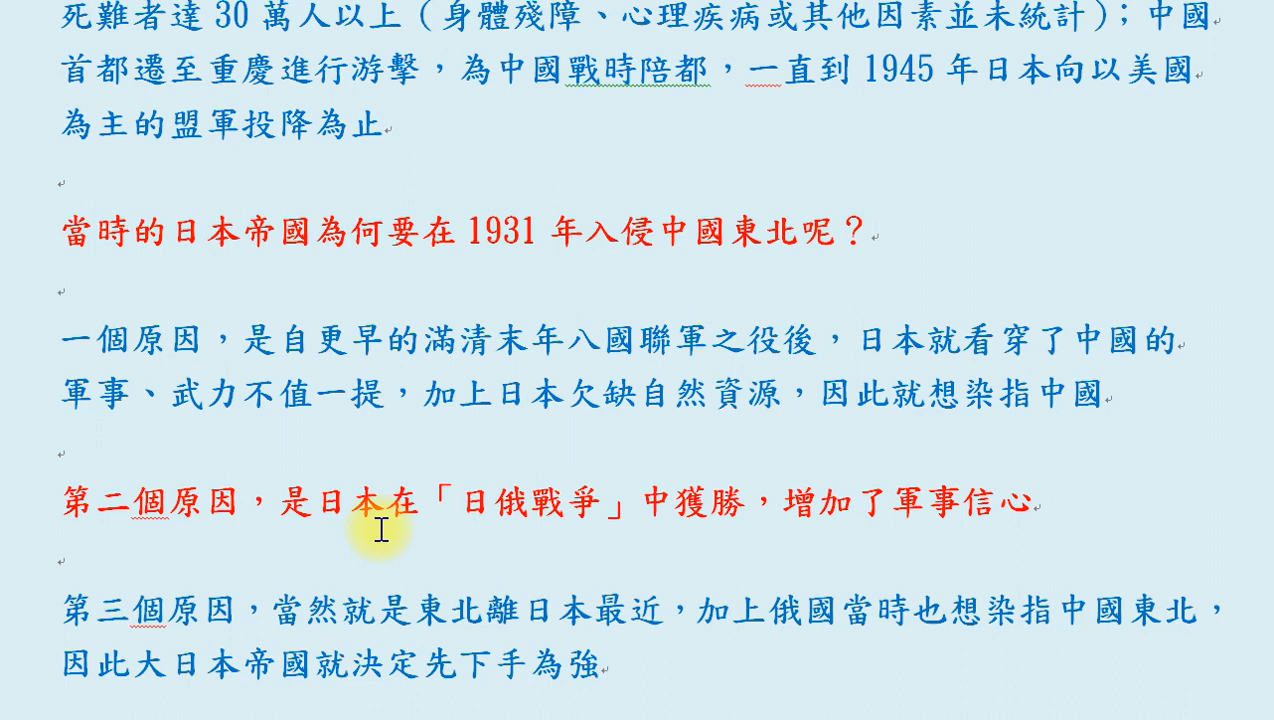 死難者達 30 萬人以上（身體殘障、心理疾病或其他因素並未統計）；中國
首都遷至重慶進行游擊，為中國戰時陪都，一直到 1945 年日本向以美國
為主的盟軍投降為止
當時的日本帝國為何要在 1931 年入侵中國東北呢？
一個原因，是自更早的滿清末年八國聯軍之役後，日本就看穿了中國的
軍事、武力不值一提，加上日本欠缺自然資源，因此就想染指中國
第二個原因，是日本在「日俄戰爭」中獲勝，增加了軍事信心
第三個原因，當然就是東北離日本最近，加上俄國當時也想染指中國東北，
因此大日本帝國就決定先下手為強